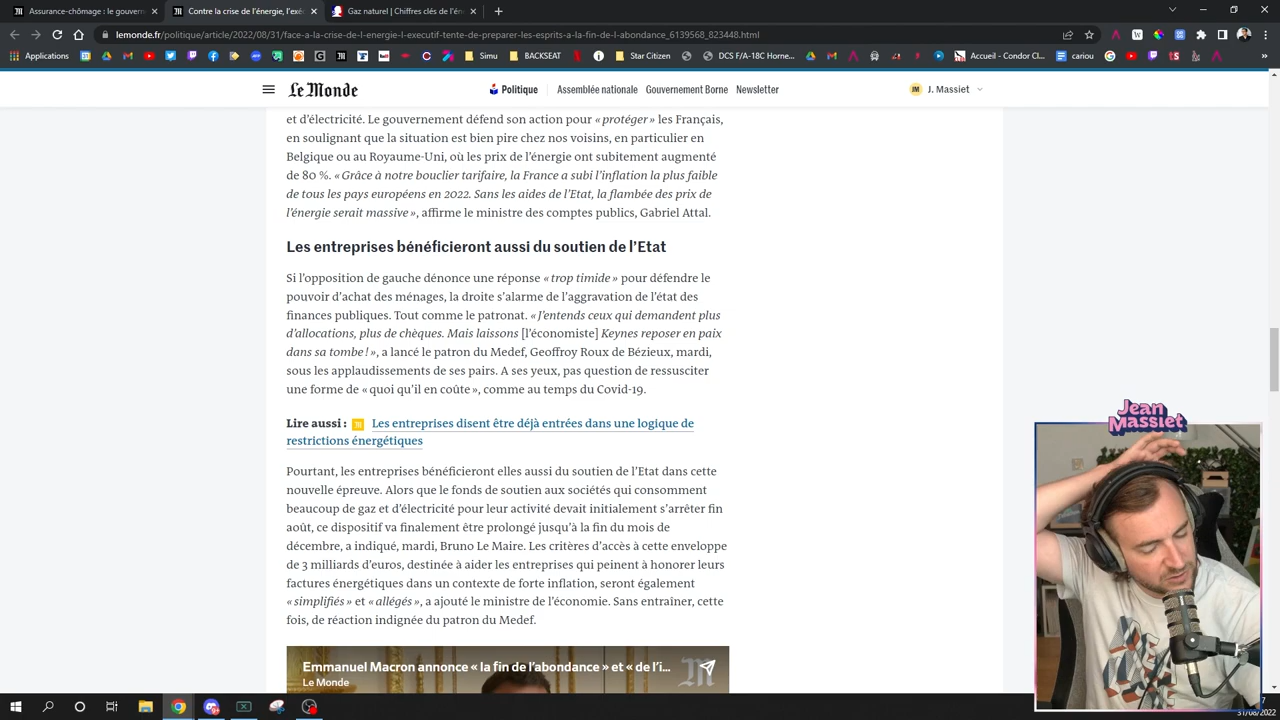 Assurance-chômage : le gouvern
Contre la crise de l'énergie, l'exéc
Gaz naturel | Chiffres clés de l'én
lemonde.fr/politique/article/2022/08/31/face-a-la-crise-de-l-energie-l-executif-tente-de-preparer-les-esprits-a-la-fin-de-l-abondance_6139568_823448.html
Applications
Simu
BACKSEAT
Star Citizen
DCS F/A-18C Horne...
Accueil - Condor Cl...
cariou
»
Le Monde
Politique
Assemblée nationale
Gouvernement Borne
Newsletter
JM
J. Massiet
et d'électricité. Le gouvernement défend son action pour « protéger » les Français,
en soulignant que la situation est bien pire chez nos voisins, en particulier en
Belgique ou au Royaume-Uni, où les prix de l'énergie ont subitement augmenté
de 80 %. « Grâce à notre bouclier tarifaire, la France a subi l'inflation la plus faible
de tous les pays européens en 2022. Sans les aides de l'Etat, la flambée des prix de
l'énergie serait massive », affirme le ministre des comptes publics, Gabriel Attal.
Les entreprises bénéficieront aussi du soutien de l'Etat
Si l'opposition de gauche dénonce une réponse « trop timide » pour défendre le
pouvoir d'achat des ménages, la droite s'alarme de l'aggravation de l'état des
finances publiques. Tout comme le patronat. « J'entends ceux qui demandent plus
d'allocations, plus de chèques. Mais laissons [l'économiste] Keynes reposer en paix
dans sa tombe ! », a lancé le patron du Medef, Geoffroy Roux de Bézieux, mardi,
sous les applaudissements de ses pairs. A ses yeux, pas question de ressusciter
une forme de « quoi qu'il en coûte », comme au temps du Covid-19.
Lire aussi : Les entreprises disent être déjà entrées dans une logique de
restrictions énergétiques
Pourtant, les entreprises bénéficieront elles aussi du soutien de l'Etat dans cette
nouvelle épreuve. Alors que le fonds de soutien aux sociétés qui consomment
beaucoup de gaz et d'électricité pour leur activité devait initialement s'arrêter fin
août, ce dispositif va finalement être prolongé jusqu'à la fin du mois de
décembre, a indiqué, mardi, Bruno Le Maire. Les critères d'accès à cette enveloppe
de 3 milliards d'euros, destinée à aider les entreprises qui peinent à honorer leurs
factures énergétiques dans un contexte de forte inflation, seront également
« simplifiés » et « allégés », a ajouté le ministre de l'économie. Sans entraîner, cette
fois, de réaction indignée du patron du Medef.
Emmanuel Macron annonce « la fin de l'abondance » et « de l'i...
Le Monde
Jean
Massiet
31/08/2022